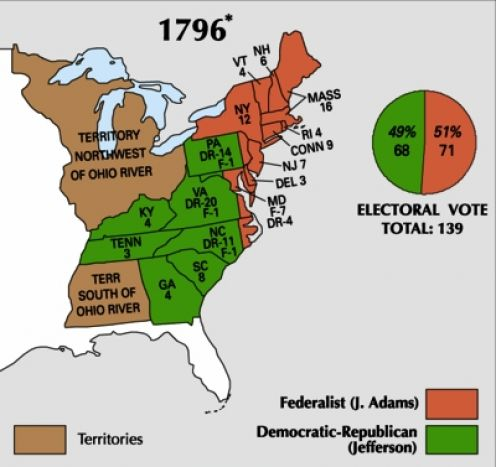 1796*
NH
6
VT
4
MASS
16
NY
12
RI 4
CONN 9
NJ 7
DEL 3
MD
F-7
DR-4
PA
DR-14
F-1
TERRITORY
NORTHWEST
OF OHIO RIVER
VA
DR-20
F-1
KY
4
NC
DR-11
F-1
TENN
3
SC
8
GA
4
TERR
SOUTH OF
OHIO RIVER
49%
68
51%
71
ELECTORAL VOTE
TOTAL: 139
Federalist (J. Adams)
Democratic-Republican
(Jefferson)
Territories